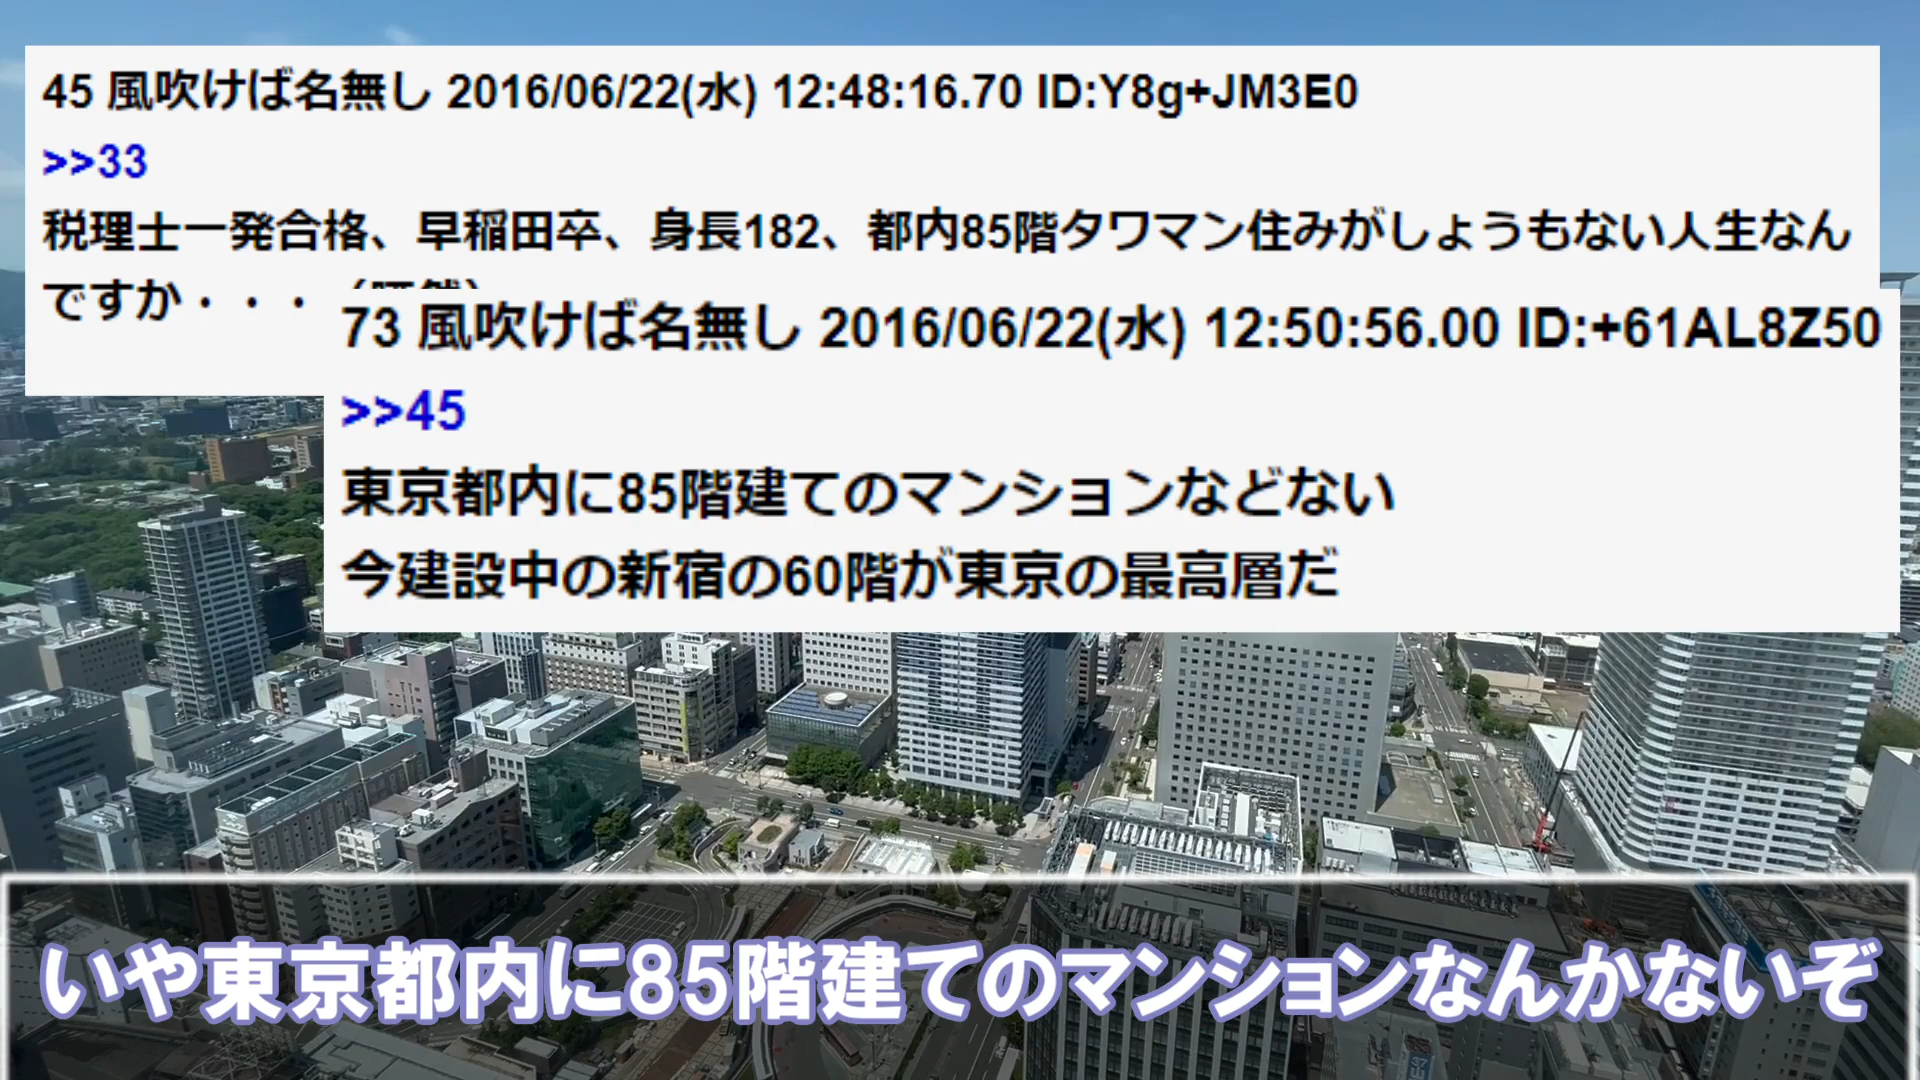 45 風吹けば名無し 2016/06/22(水) 12:48:16.70 ID:Y8g+JM3E0
>>33
税理士一発合格、早稲田卒、身長182、都内85階タワマン住みがしょうもない人生なん
ですか・・・
73 風吹けば名無し 2016/06/22(水) 12:50:56.00 ID:+61AL8Z50
>>45
東京都内に85階建てのマンションなどない
今建設中の新宿の60階が東京の最高層だ
いや東京都内に85階建てのマンションなんかないぞ